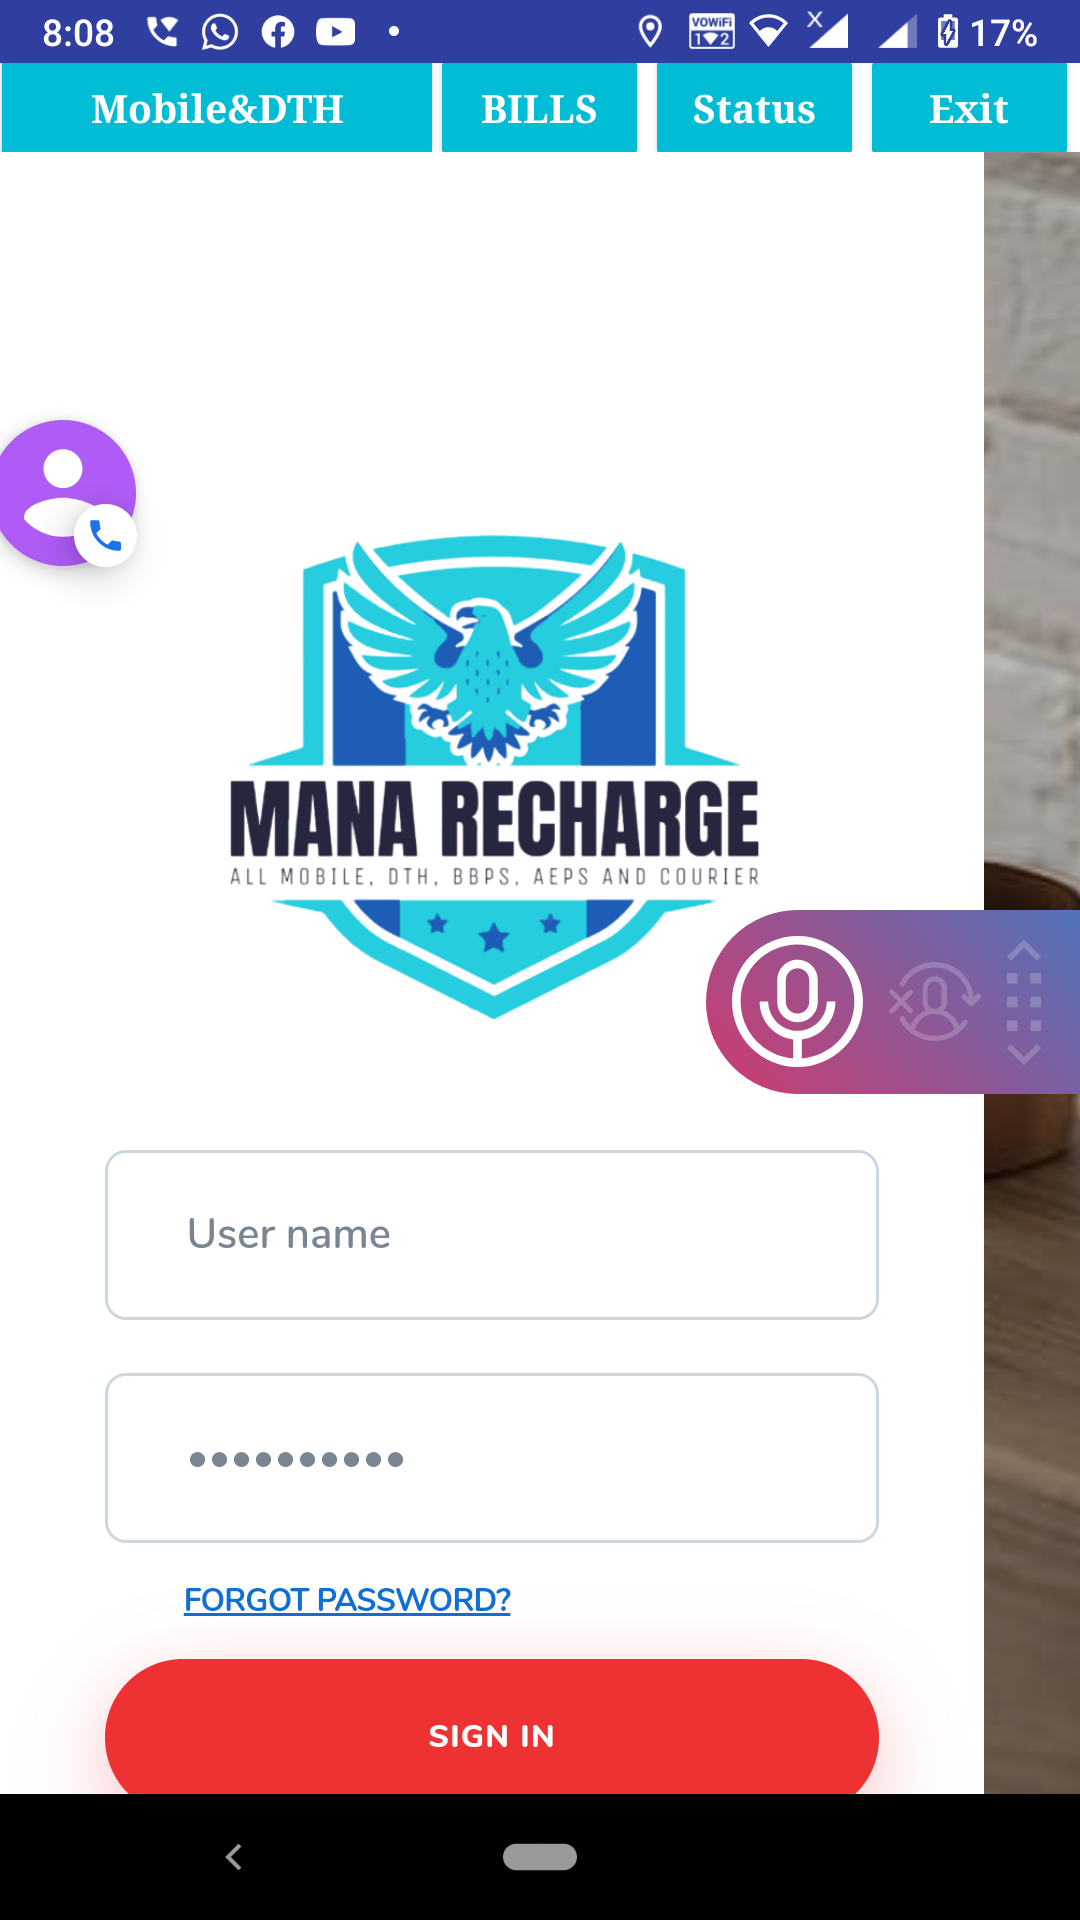 8:08
VOWiFi
1 2
X
17%
Mobile&DTH
BILLS
Status
Exit
MANA RECHARGE
ALL MOBILE, DTH, BBPS, AEPS AND COURIER
User name
FORGOT PASSWORD?
SIGN IN